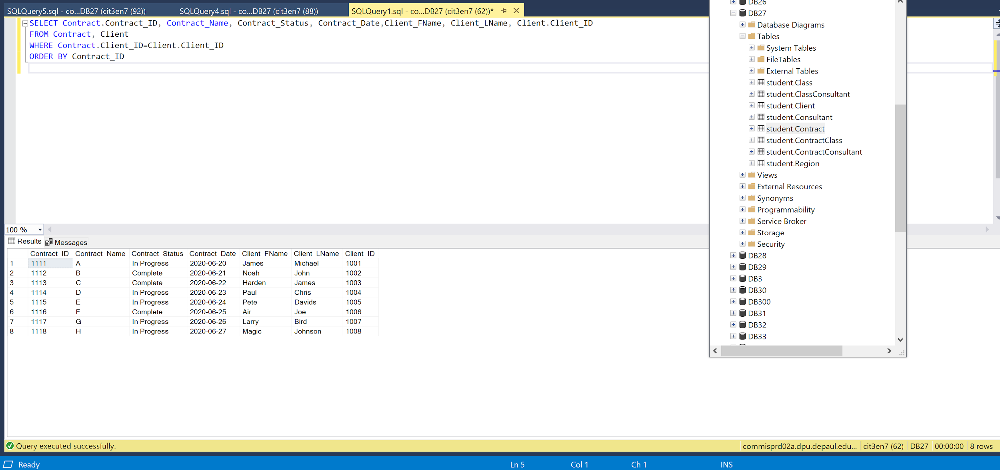 SQLQuery5.sql - co...DB27 (cit3en7 (92))
SQLQuery4.sql - co...DB27 (cit3en7 (88))
SQLQuery1.sql - co...DB27 (cit3en7 (62))*
SELECT Contract.Contract_ID, Contract_Name, Contract_Status, Contract_Date,Client_FName, Client_LName, Client.Client_ID
FROM Contract, Client
WHERE Contract.Client_ID=Client.Client_ID
ORDER BY Contract_ID
DB26
DB27
Database Diagrams
Tables
System Tables
FileTables
External Tables
student.Class
student.ClassConsultant
student.Client
student.Consultant
student.Contract
student.ContractClass
student.ContractConsultant
student.Region
Views
External Resources
Synonyms
Programmability
Service Broker
Storage
Security
DB28
DB29
DB3
DB30
DB300
DB31
DB32
DB33
100 %
Results Messages
Contract_ID Contract_Name Contract_Status Contract_Date Client_FName Client_LName Client_ID
1 1111 A In Progress 2020-06-20 James Michael 1001
2 1112 B Complete 2020-06-21 Noah John 1002
3 1113 C Complete 2020-06-22 Harden James 1003
4 1114 D In Progress 2020-06-23 Paul Chris 1004
5 1115 E In Progress 2020-06-24 Pete Davids 1005
6 1116 F Complete 2020-06-25 Air Joe 1006
7 1117 G In Progress 2020-06-26 Larry Bird 1007
8 1118 H In Progress 2020-06-27 Magic Johnson 1008
Query executed successfully.
commisprd02a.dpu.depaul.edu... cit3en7 (62) DB27 00:00:00 8 rows
Ready Ln 5 Col 1 Ch 1 INS